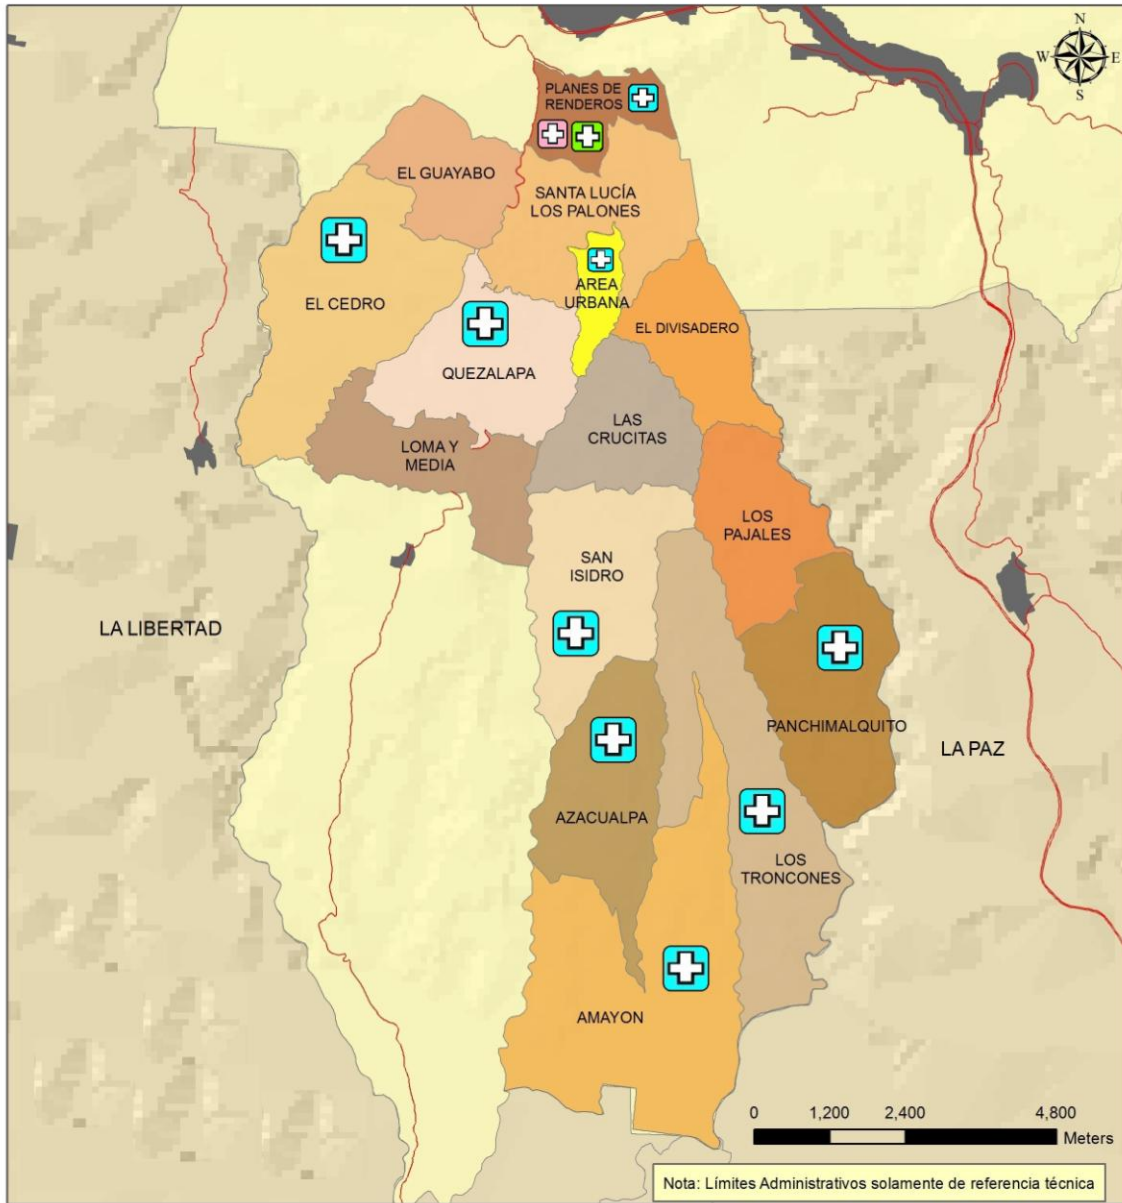 N
W E
S
PLANES DE
RENDEROS
EL GUAYABO
SANTA LUCÍA
LOS PALONES
EL CEDRO
AREA
URBANA
EL DIVISADERO
QUEZALAPA
LAS
CRUCITAS
LOMA Y
MEDIA
LOS
PAJALES
SAN
ISIDRO
LA LIBERTAD
PANCHIMALQUITO
LA PAZ
AZACUALPA
LOS
TRONCONES
AMAYON
0 1,200 2,400 4,800
Meters
Nota: Límites Administrativos solamente de referencia técnica